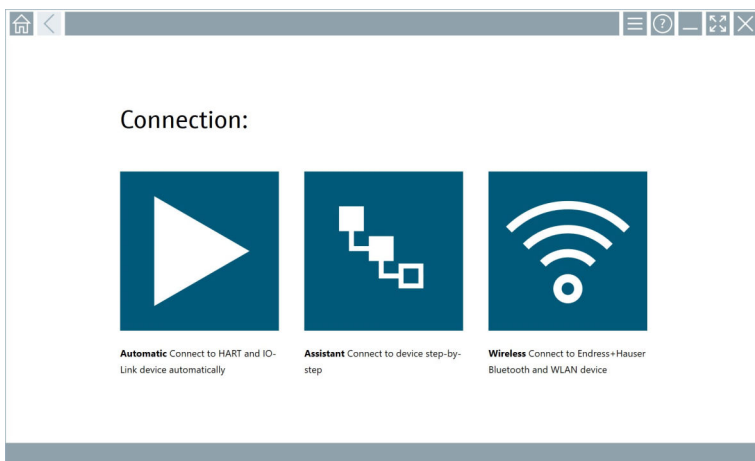 Connection:
Automatic Connect to HART and IO-
Link device automatically
Assistant Connect to device step-by-
step
Wireless Connect to Endress+Hauser
Bluetooth and WLAN device